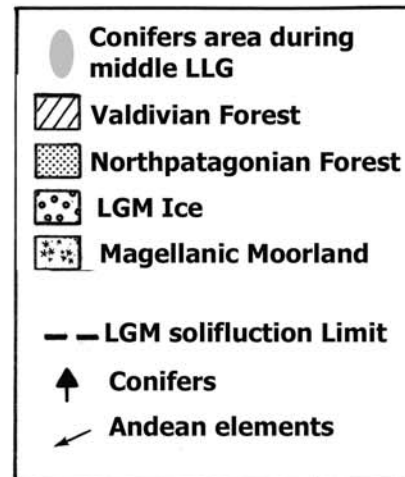 Conifers area during
middle LLG
Valdivian Forest
Northpatagonian Forest
LGM Ice
Magellanic Moorland
LGM solifluction Limit
Conifers
Andean elements